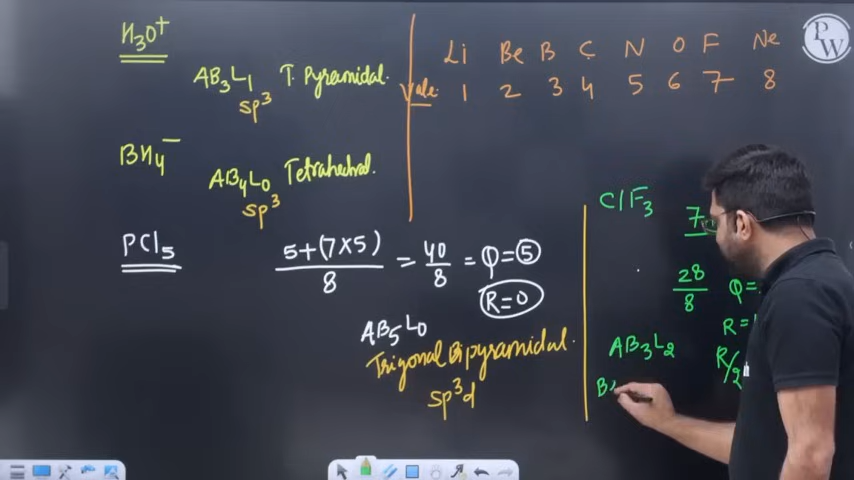 H₃O⁺
AB₃L₁ T. Pyramidal.
sp³
BH₄⁻
AB₄L₀ Tetrahedral.
sp³
PCl₅
5+(7×5)/8 = 40/8 = Q=5
R=0
AB₅L₀
Trigonal Bipyramidal.
sp³d
Li Be B C N O F Ne
Vale. 1 2 3 4 5 6 7 8
ClF₃
7
28/8 Q=
R=
AB₃L₂ R/2
B
PW